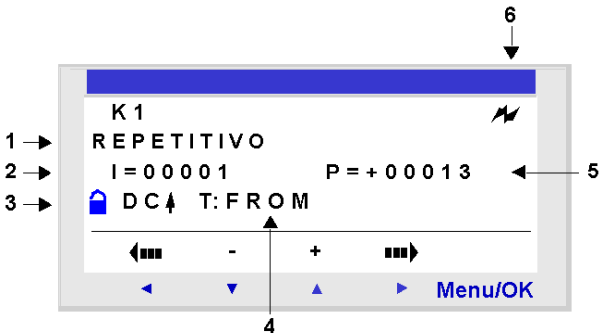 6
K1
1 REPETITIVO
2 I=00001 P=+00013 5
3 DC T:FROM
- +
Menu/OK
4